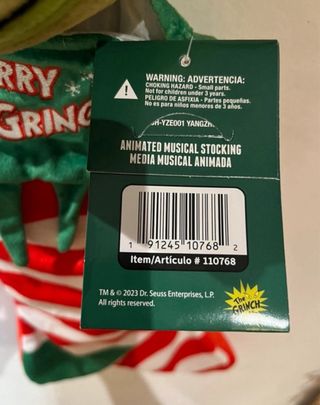 RRY
GRINC
WARNING: ADVERTENCIA:
CHOKING HAZARD - Small parts.
Not for children under 3 years.
PELIGRO DE ASFIXIA - Partes pequeñas.
No es para niños menores de 3 años.
H-YZE001 YANGZH
ANIMATED MUSICAL STOCKING
MEDIA MUSICAL ANIMADA
1 91245 10768 2
Item/Artículo # 110768
TM & © 2023 Dr. Seuss Enterprises, L.P.
All rights reserved.
The
GRINCH